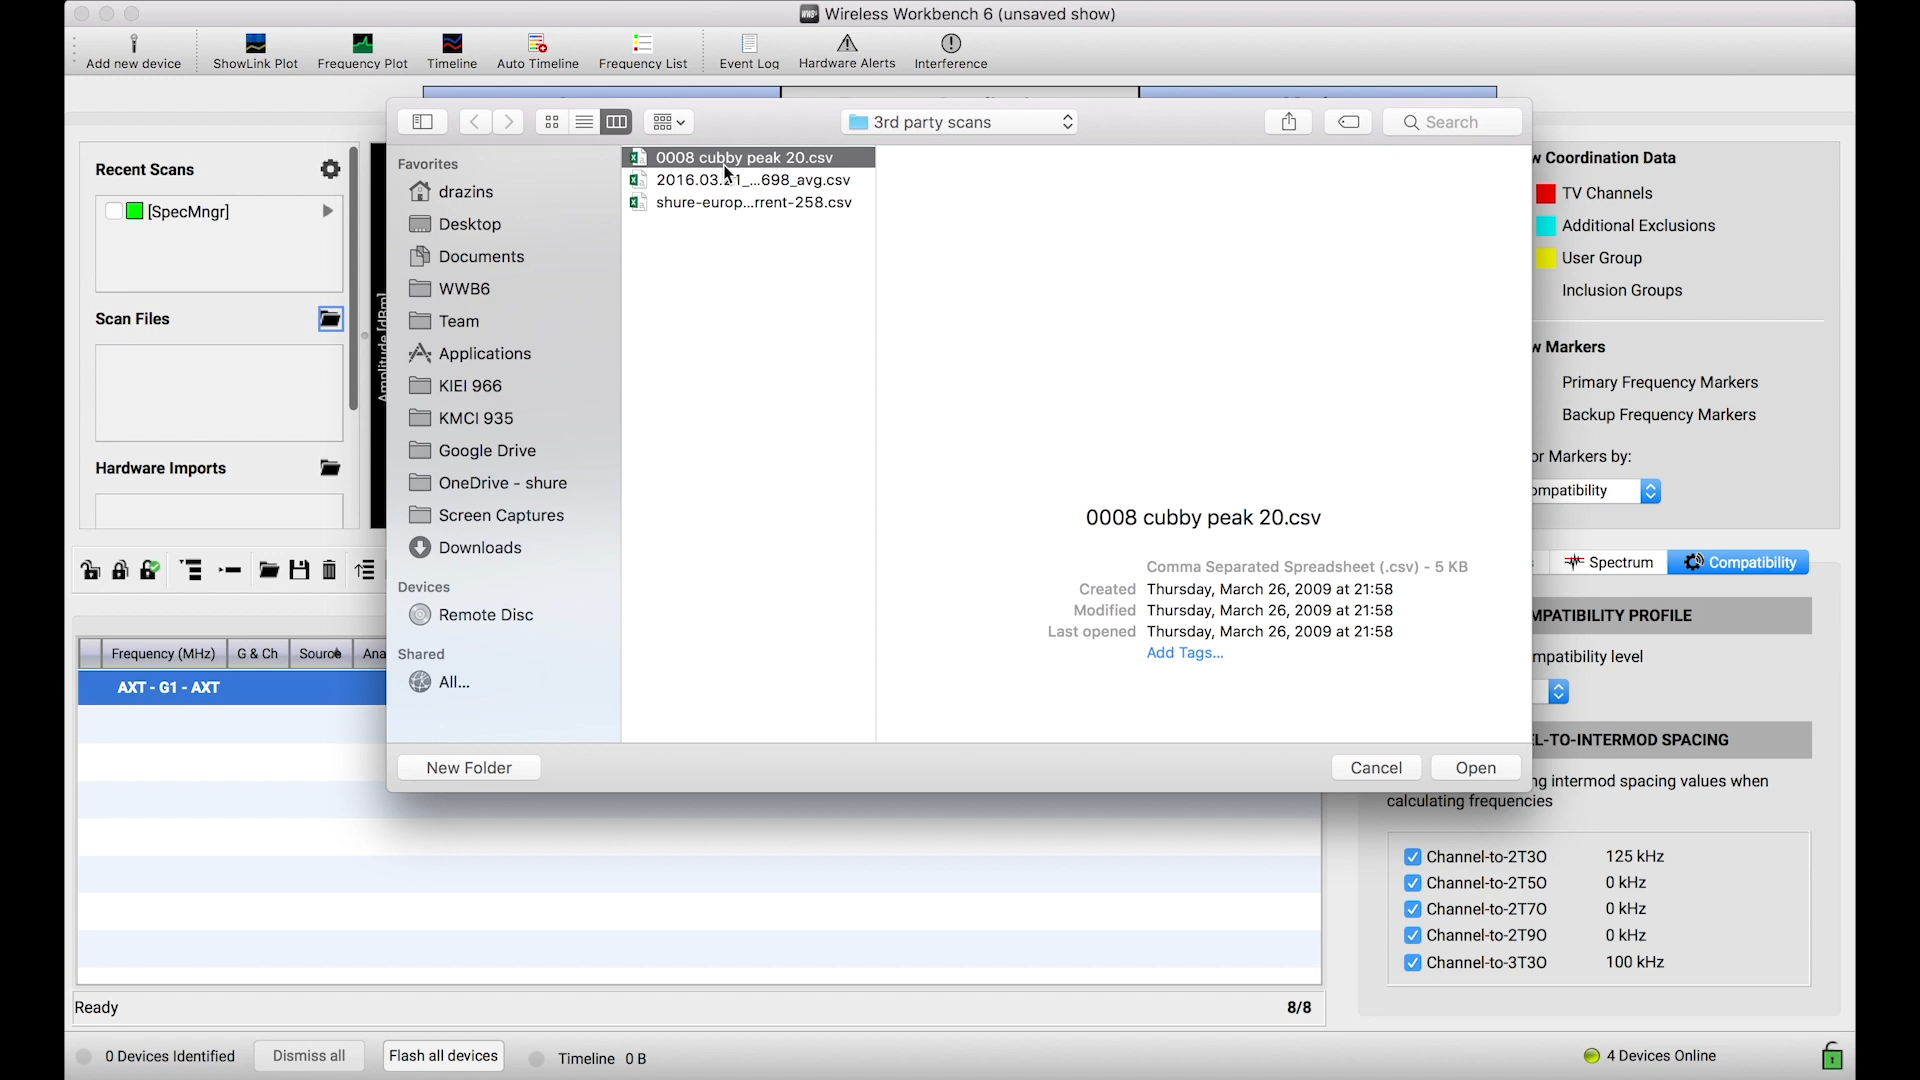 Wireless Workbench 6 (unsaved show)
Add new device
ShowLink Plot
Frequency Plot
Timeline
Auto Timeline
Frequency List
Event Log
Hardware Alerts
Interference
3rd party scans
Search
Recent Scans
[SpecMngr]
Scan Files
Hardware Imports
Amplitude [dBm]
Favorites
drazins
Desktop
Documents
WWB6
Team
Applications
KIEI 966
KMCI 935
Google Drive
OneDrive - shure
Screen Captures
Downloads
Devices
Remote Disc
Shared
All...
0008 cubby peak 20.csv
2016.03.21_...698_avg.csv
shure-europ...rrent-258.csv
0008 cubby peak 20.csv
Comma Separated Spreadsheet (.csv) - 5 KB
Created Thursday, March 26, 2009 at 21:58
Modified Thursday, March 26, 2009 at 21:58
Last opened Thursday, March 26, 2009 at 21:58
Add Tags...
New Folder
Cancel
Open
w Coordination Data
TV Channels
Additional Exclusions
User Group
Inclusion Groups
w Markers
Primary Frequency Markers
Backup Frequency Markers
or Markers by:
ompatibility
Spectrum
Compatibility
MPATIBILITY PROFILE
mpatibility level
EL-TO-INTERMOD SPACING
ng intermod spacing values when
calculating frequencies
Channel-to-2T3O 125 kHz
Channel-to-2T5O 0 kHz
Channel-to-2T7O 0 kHz
Channel-to-2T9O 0 kHz
Channel-to-3T3O 100 kHz
Frequency (MHz)
G & Ch
Source
Ana
AXT - G1 - AXT
Ready
8/8
0 Devices Identified
Dismiss all
Flash all devices
Timeline 0 B
4 Devices Online